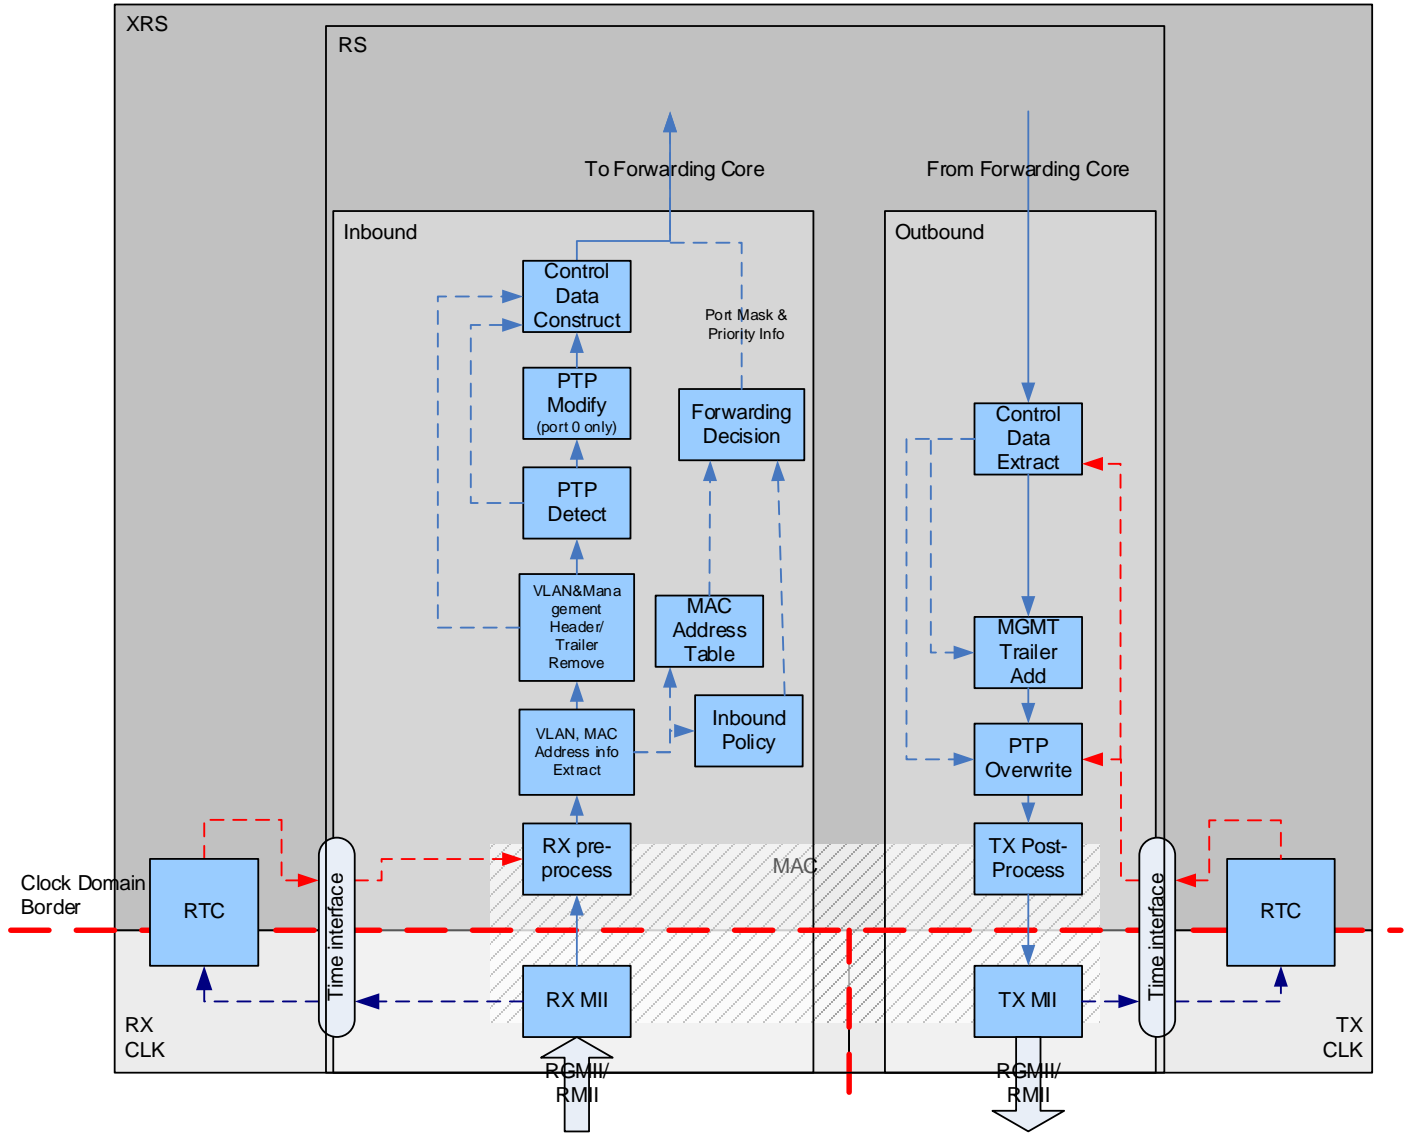 XRS
RS
To Forwarding Core
From Forwarding Core
Inbound
Outbound
Control
Data
Construct
Port Mask &
Priority Info
PTP
Modify
(port 0 only)
Forwarding
Decision
Control
Data
Extract
PTP
Detect
VLAN&Mana
gement
Header/
Trailer
Remove
MAC
Address
Table
MGMT
Trailer
Add
VLAN, MAC
Address info
Extract
Inbound
Policy
PTP
Overwrite
RX pre-
process
MAC
TX Post-
Process
Clock Domain
Border
RTC
Time interface
Time interface
RTC
RX MII
TX MII
RX
CLK
TX
CLK
RGMII/
RMII
RGMII/
RMII